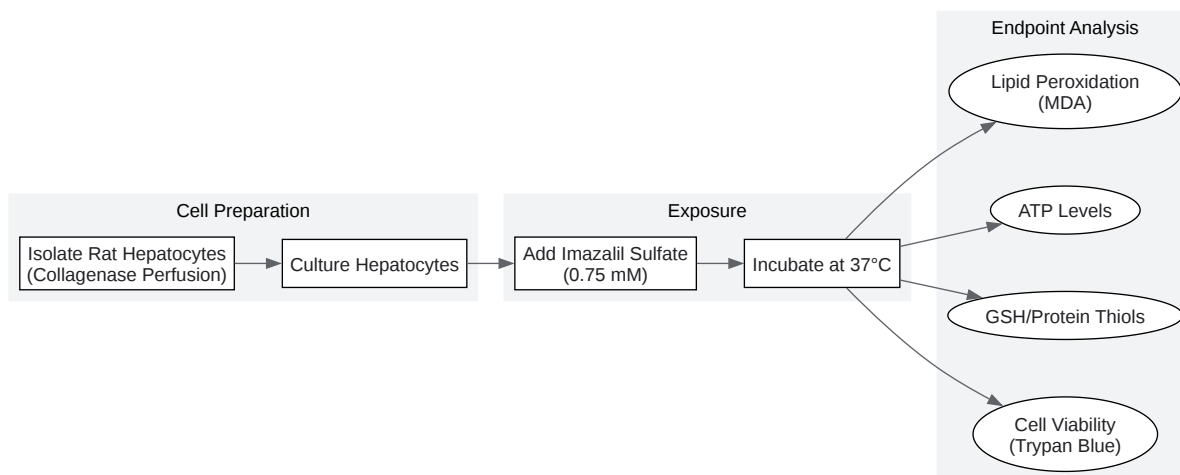 Cell Preparation
Isolate Rat Hepatocytes
(Collagenase Perfusion)
Culture Hepatocytes
Exposure
Add Imazalil Sulfate
(0.75 mM)
Incubate at 37°C
Endpoint Analysis
Lipid Peroxidation
(MDA)
ATP Levels
GSH/Protein Thiols
Cell Viability
(Trypan Blue)